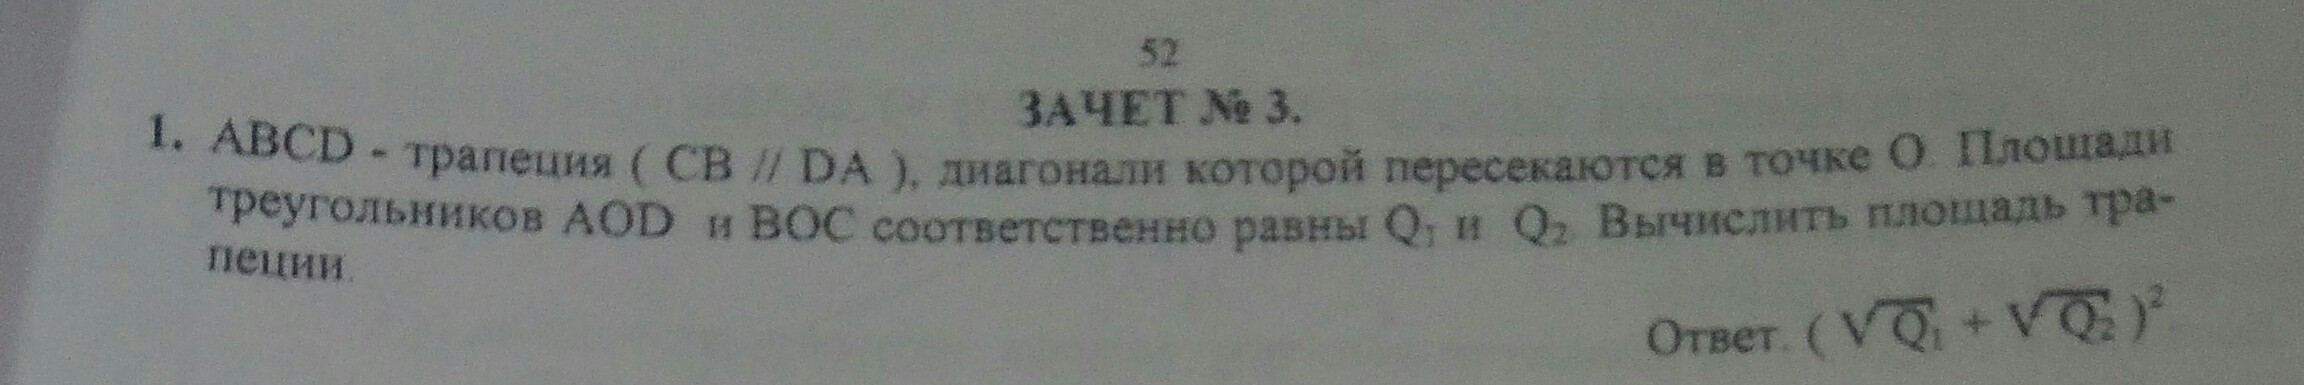 52
ЗАЧЕТ № 3.
1. ABCD - трапеция ( CB // DA ), диагонали которой пересекаются в точке O. Площади
треугольников AOD и BOC соответственно равны Q₁ и Q₂. Вычислить площадь тра-
пеции.
Ответ. ( √Q₁ + √Q₂ )²